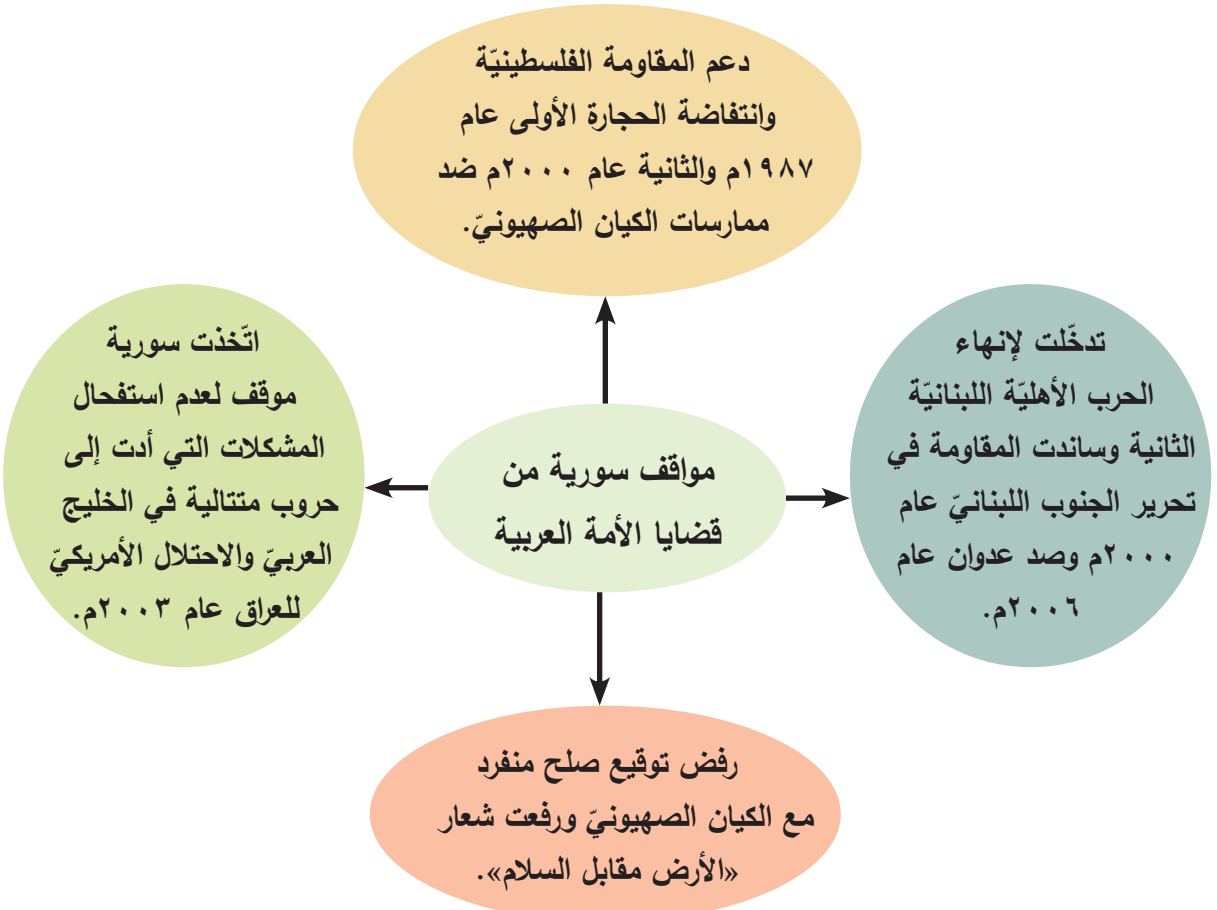 دعم المقاومة الفلسطينيّة
وانتفاضة الحجارة الأولى عام
١٩٨٧م والثانية عام ٢٠٠٠م ضد
ممارسات الكيان الصهيونيّ.
تدخّلت لإنهاء
الحرب الأهليّة اللبنانيّة
الثانية وساندت المقاومة في
تحرير الجنوب اللبنانيّ عام
٢٠٠٠م وصد عدوان عام
٢٠٠٦م.
مواقف سورية من
قضايا الأمة العربية
اتّخذت سورية
موقف لعدم استفحال
المشكلات التي أدت إلى
حروب متتالية في الخليج
العربيّ والاحتلال الأمريكيّ
للعراق عام ٢٠٠٣م.
رفض توقيع صلح منفرد
مع الكيان الصهيونيّ ورفعت شعار
«الأرض مقابل السلام».